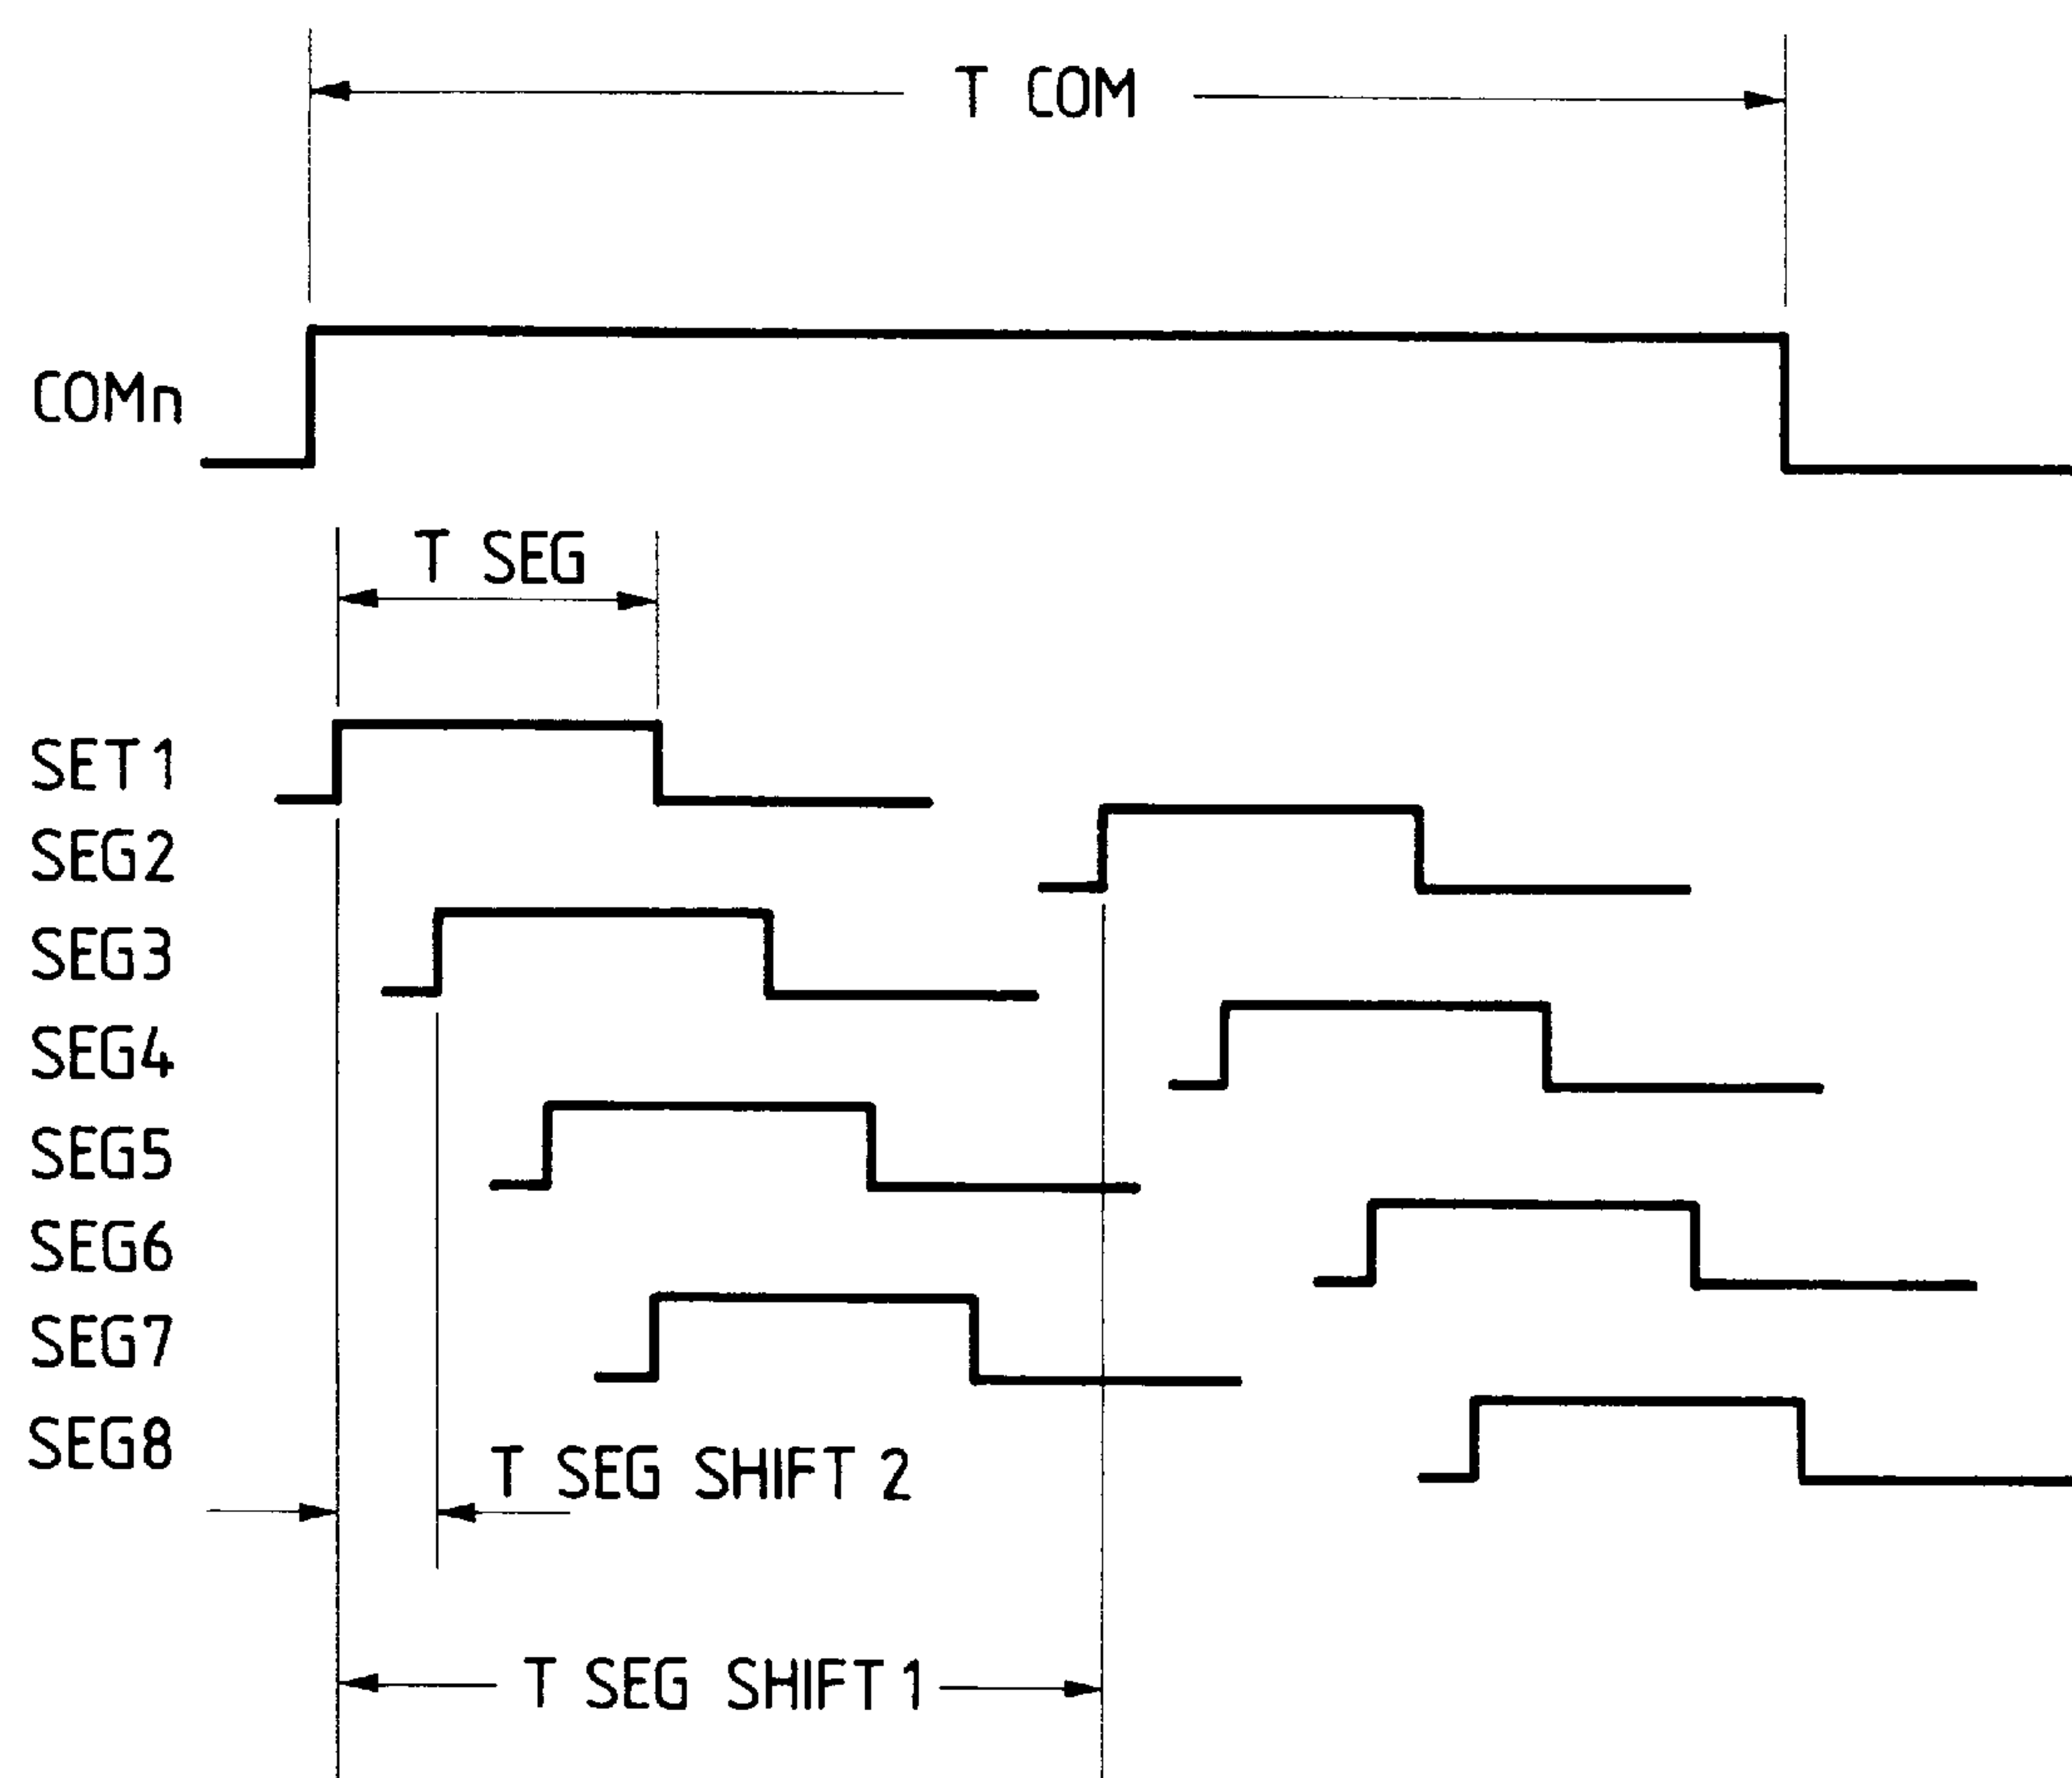 T COM
COMn
T SEG
SET1
SEG2
SEG3
SEG4
SEG5
SEG6
SEG7
SEG8
T SEG SHIFT 2
T SEG SHIFT 1